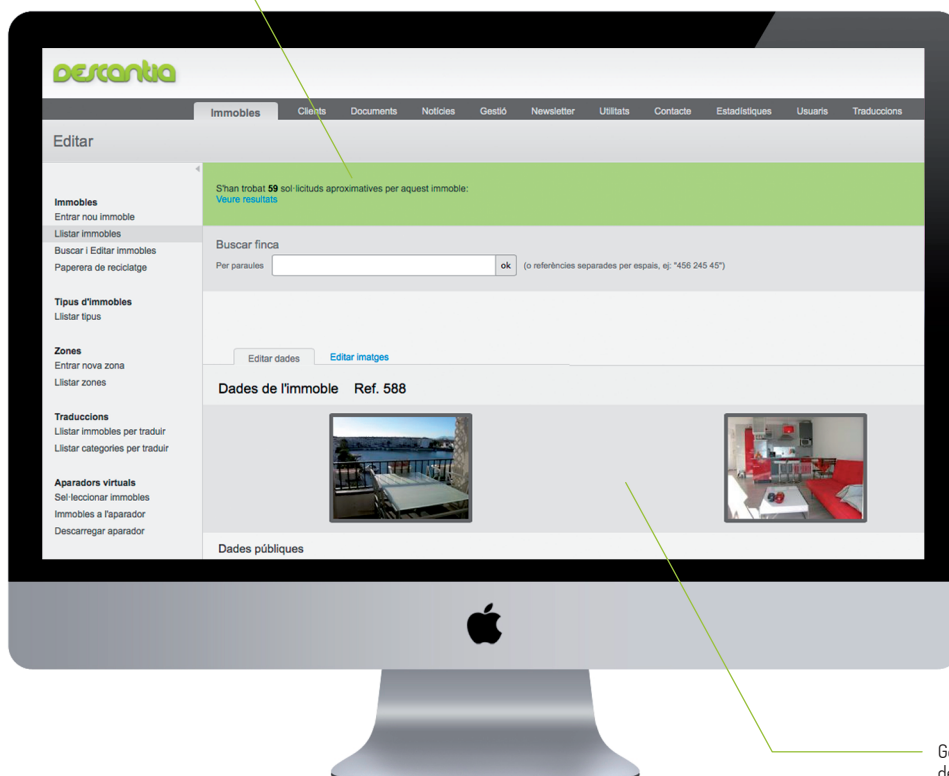 pescantia
Immobles Clients Documents Notícies Gestió Newsletter Utilitats Contacte Estadístiques Usuaris Traduccions
Editar
Immobles
Entrar nou immoble
Llistar immobles
Buscar i Editar immobles
Paperera de reciclatge
Tipus d'immobles
Llistar tipus
Zones
Entrar nova zona
Llistar zones
Traduccions
Llistar immobles per traduir
Llistar categories per traduir
Aparadors virtuals
Sel·leccionar immobles
Immobles a l'aparador
Descarregar aparador
S'han trobat 59 sol·licituds aproximatives per aquest immoble:
Veure resultats
Buscar finca
Per paraules ok (o referències separades per espais, ej: "456 245 45")
Editar dades Editar imatges
Dades de l'immoble Ref. 588
Dades públiques